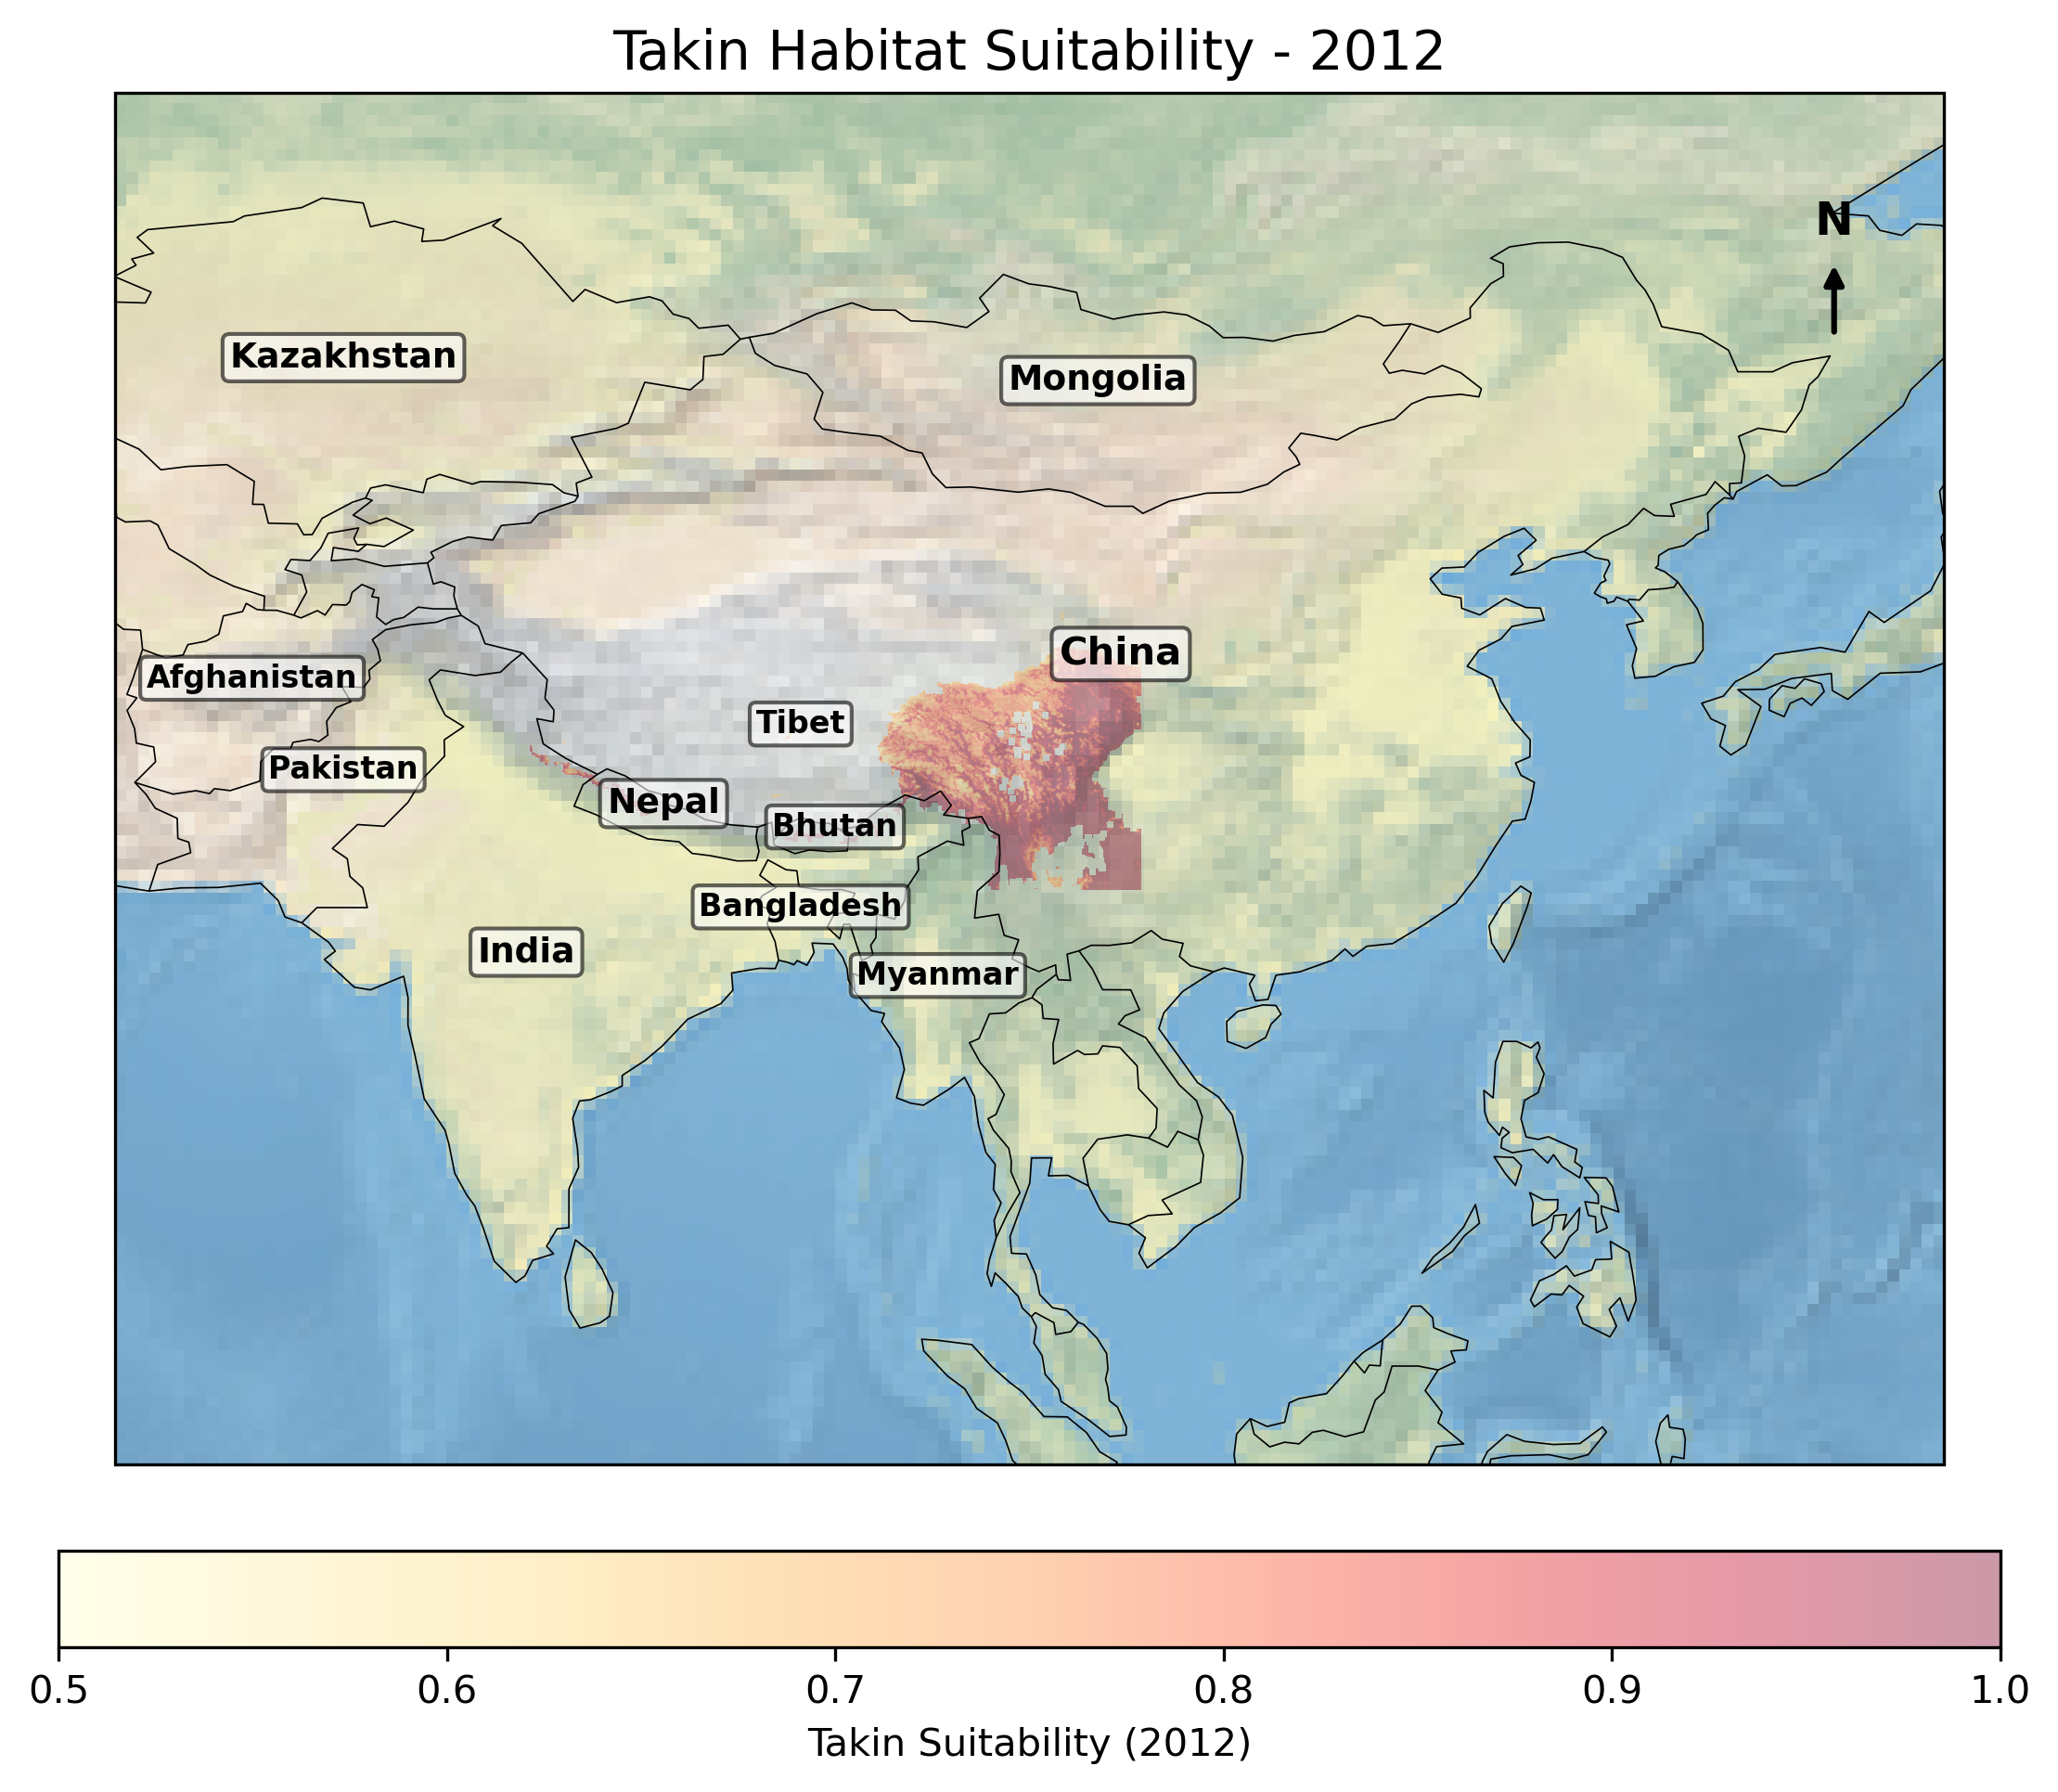 Takin Habitat Suitability - 2012
N
Kazakhstan
Mongolia
China
Afghanistan
Tibet
Pakistan
Nepal
Bhutan
Bangladesh
India
Myanmar
0.5 0.6 0.7 0.8 0.9 1.0
Takin Suitability (2012)